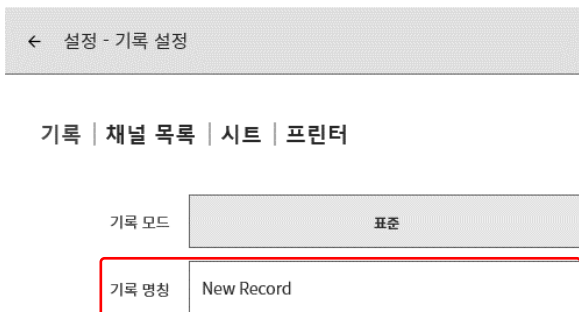 ← 설정 - 기록 설정
기록 | 채널 목록 | 시트 | 프린터
기록 모드 표준
기록 명칭 New Record